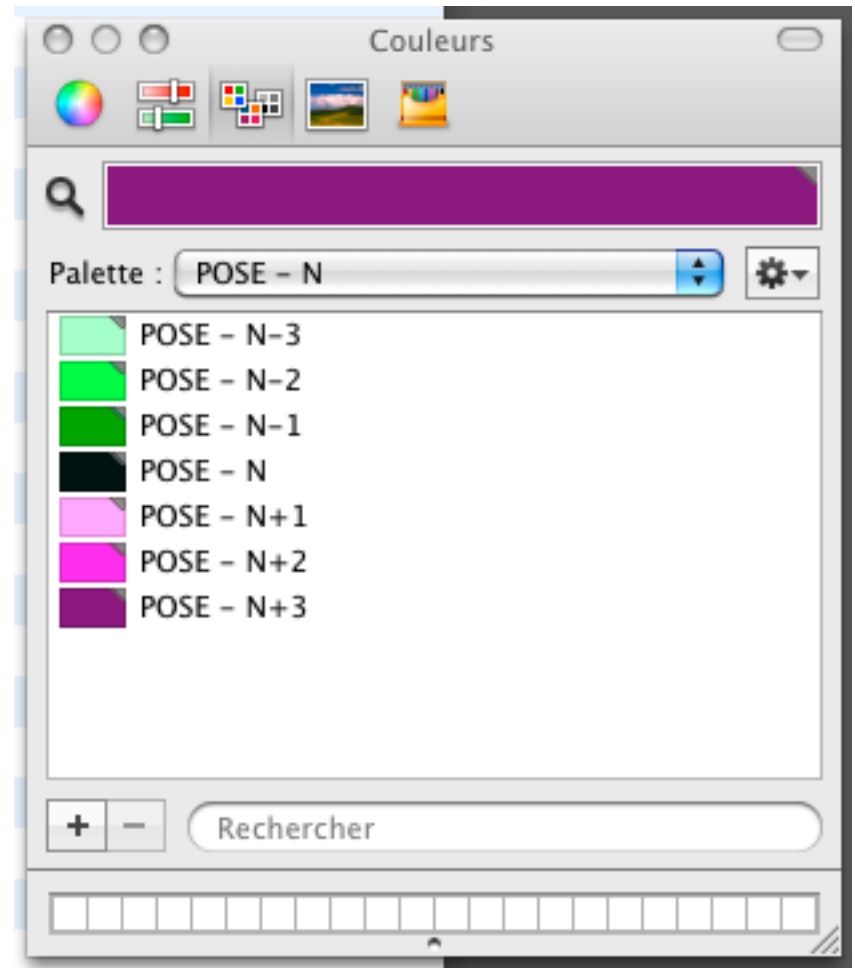 Couleurs
Palette : POSE – N
POSE – N–3
POSE – N–2
POSE – N–1
POSE – N
POSE – N+1
POSE – N+2
POSE – N+3
Rechercher